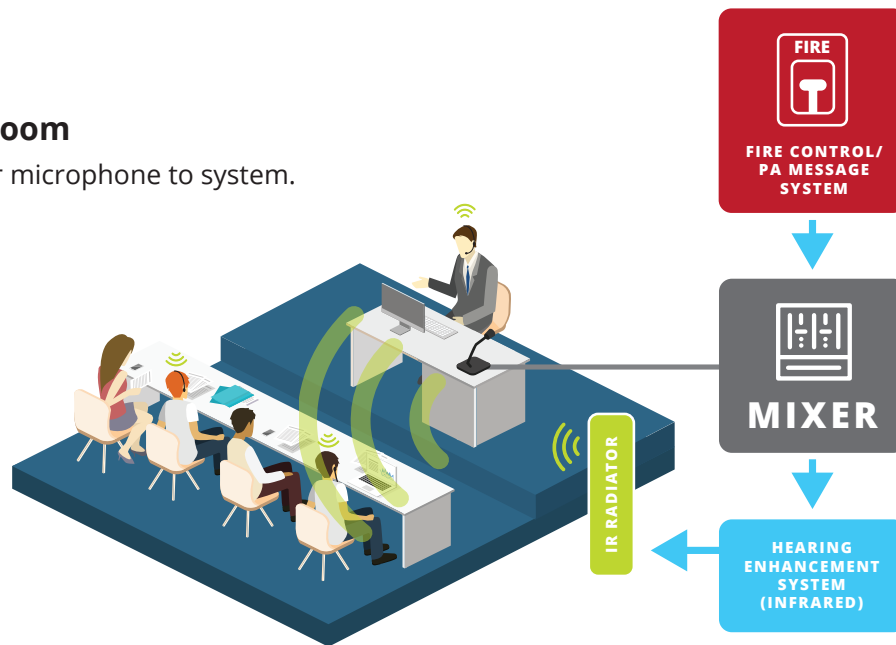 oom
r microphone to system.
FIRE
FIRE CONTROL/
PA MESSAGE
SYSTEM
MIXER
IR RADIATOR
HEARING
ENHANCEMENT
SYSTEM
(INFRARED)